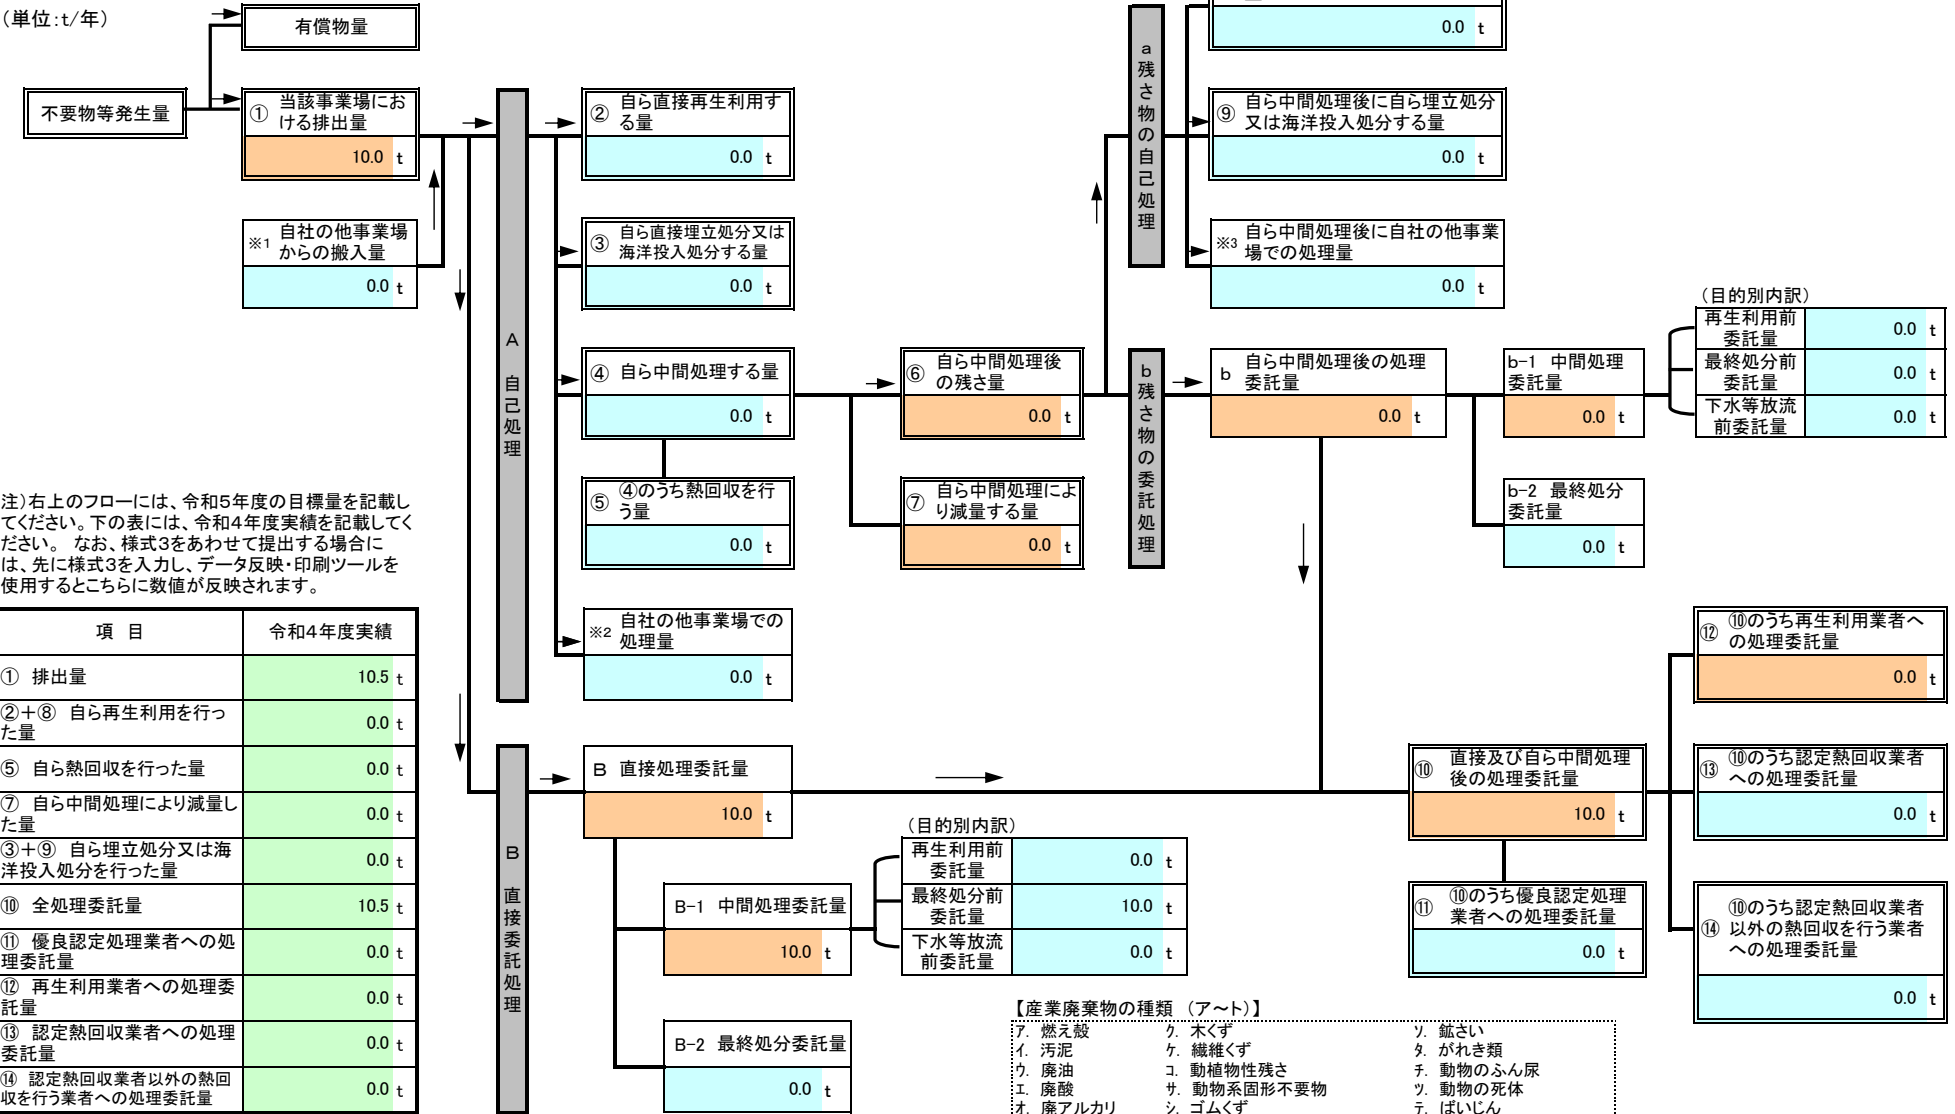 （単位：t/年）
有償物量
不要物等発生量
① 当該事業場にお
ける排出量
10.0 t
※1 自社の他事業場
からの搬入量
0.0 t
A 自己処理
② 自ら直接再生利用す
る量
0.0 t
③ 自ら直接埋立処分又は
海洋投入処分する量
0.0 t
④ 自ら中間処理する量
0.0 t
⑤ ④のうち熱回収を行
う量
0.0 t
※2 自社の他事業場での
処理量
0.0 t
⑥ 自ら中間処理後
の残さ量
0.0 t
⑦ 自ら中間処理によ
り減量する量
0.0 t
a 残さ物の自己処理
0.0 t
⑨ 自ら中間処理後に自ら埋立処分
又は海洋投入処分する量
0.0 t
※3 自ら中間処理後に自社の他事業
場での処理量
0.0 t
b 残さ物の委託処理
b 自ら中間処理後の処理
委託量
0.0 t
b-1 中間処理
委託量
0.0 t
（目的別内訳）
再生利用前
委託量
0.0 t
最終処分前
委託量
0.0 t
下水等放流
前委託量
0.0 t
b-2 最終処分
委託量
0.0 t
注）右上のフローには、令和５年度の目標量を記載し
てください。下の表には、令和４年度実績を記載してく
ださい。 なお、様式３をあわせて提出する場合に
は、先に様式３を入力し、データ反映・印刷ツールを
使用するとこちらに数値が反映されます。
項 目 令和４年度実績
① 排出量 10.5 t
②＋⑧ 自ら再生利用を行っ
た量 0.0 t
⑤ 自ら熱回収を行った量 0.0 t
⑦ 自ら中間処理により減量し
た量 0.0 t
③＋⑨ 自ら埋立処分又は海
洋投入処分を行った量 0.0 t
⑩ 全処理委託量 10.5 t
⑪ 優良認定処理業者への処
理委託量 0.0 t
⑫ 再生利用業者への処理委
託量 0.0 t
⑬ 認定熱回収業者への処理
委託量 0.0 t
⑭ 認定熱回収業者以外の熱回
収を行う業者への処理委託量 0.0 t
B 直接委託処理
B 直接処理委託量
10.0 t
B-1 中間処理委託量
10.0 t
B-2 最終処分委託量
0.0 t
（目的別内訳）
再生利用前
委託量
0.0 t
最終処分前
委託量
10.0 t
下水等放流
前委託量
0.0 t
⑩ 直接及び自ら中間処理
後の処理委託量
10.0 t
⑪ ⑩のうち優良認定処理
業者への処理委託量
0.0 t
⑫ ⑩のうち再生利用業者へ
の処理委託量
0.0 t
⑬ ⑩のうち認定熱回収業者
への処理委託量
0.0 t
⑭ ⑩のうち認定熱回収業者
以外の熱回収を行う業者
への処理委託量
0.0 t
【産業廃棄物の種類 （ア～ト）】
ｱ. 燃え殻 ｸ. 木くず ｿ. 鉱さい
ｲ. 汚泥 ｹ. 繊維くず ﾀ. がれき類
ｳ. 廃油 ｺ. 動植物性残さ ﾁ. 動物のふん尿
ｴ. 廃酸 ｻ. 動物系固形不要物 ﾂ. 動物の死体
ｵ. 廃アルカリ ｼ. ゴムくず ﾃ. ばいじん